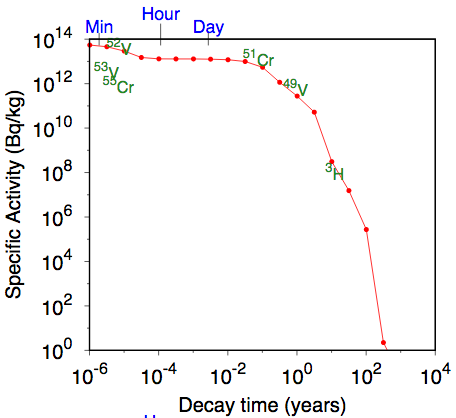 Min Hour Day
10^14
10^12
10^10
10^8
10^6
10^4
10^2
10^0
Specific Activity (Bq/kg)
52V
53V
55Cr
51Cr
49V
3H
10^-6 10^-4 10^-2 10^0 10^2 10^4
Decay time (years)